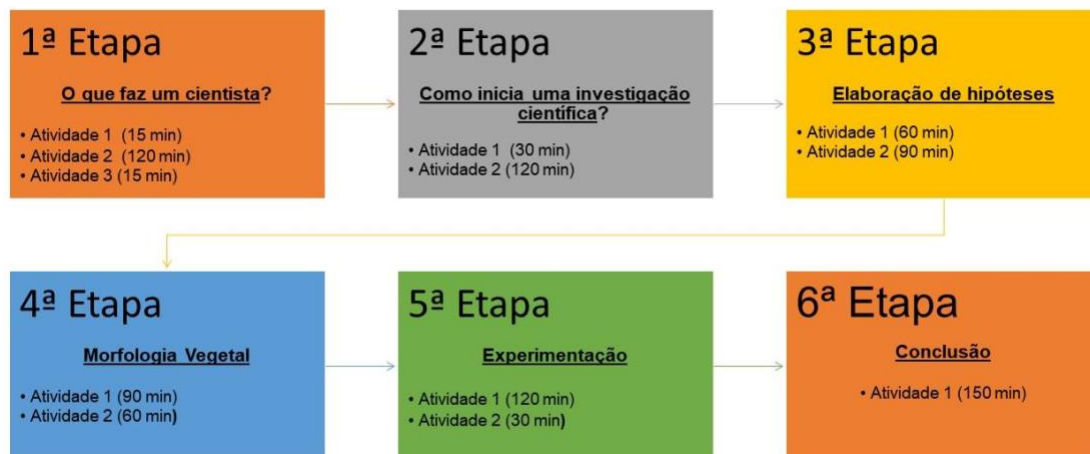 1ª Etapa
O que faz um cientista?
• Atividade 1 (15 min)
• Atividade 2 (120 min)
• Atividade 3 (15 min)
2ª Etapa
Como inicia uma investigação
científica?
• Atividade 1 (30 min)
• Atividade 2 (120 min)
3ª Etapa
Elaboração de hipóteses
• Atividade 1 (60 min)
• Atividade 2 (90 min)
4ª Etapa
Morfologia Vegetal
• Atividade 1 (90 min)
• Atividade 2 (60 min)
5ª Etapa
Experimentação
• Atividade 1 (120 min)
• Atividade 2 (30 min)
6ª Etapa
Conclusão
• Atividade 1 (150 min)